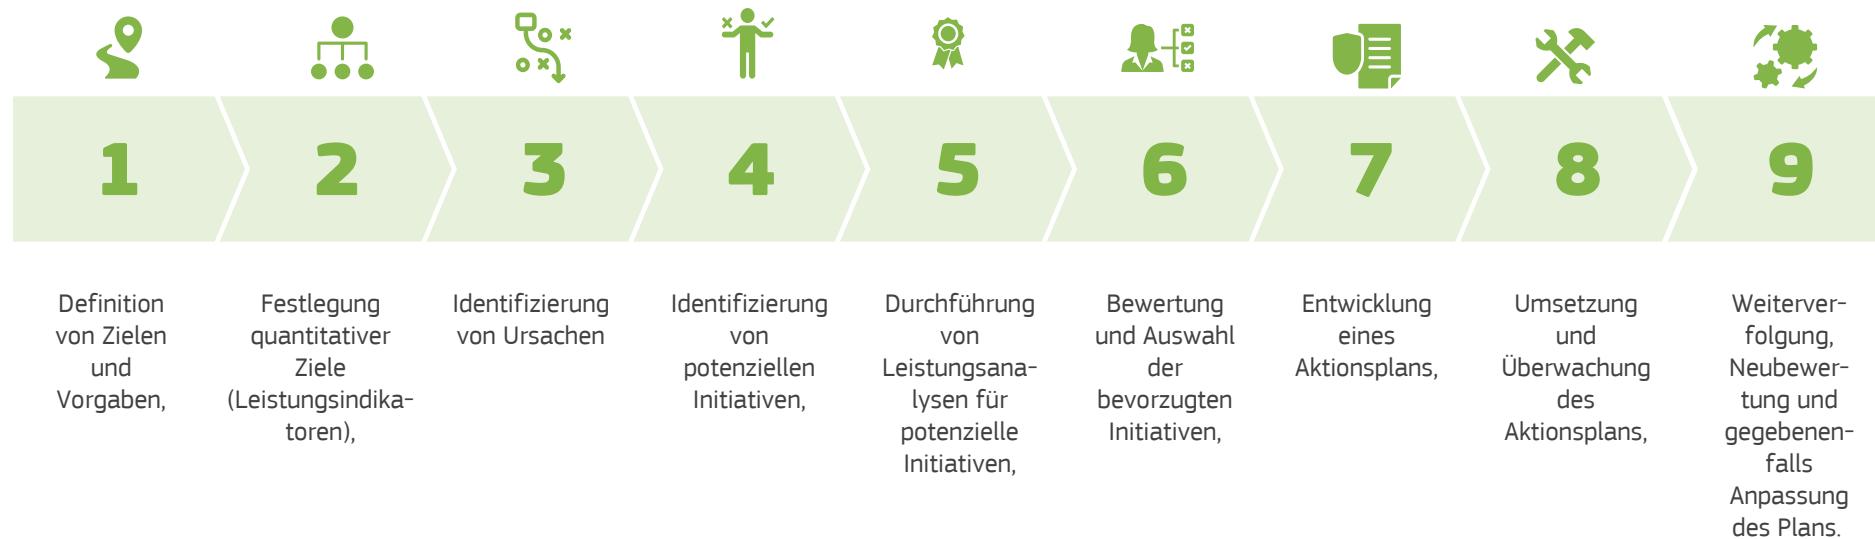 1
Definition
von Zielen
und
Vorgaben,
2
Festlegung
quantitativer
Ziele
(Leistungsindika-
toren),
3
Identifizierung
von Ursachen
4
Identifizierung
von
potenziellen
Initiativen,
5
Durchführung
von
Leistungsana-
lysen für
potenzielle
Initiativen,
6
Bewertung
und Auswahl
der
bevorzugten
Initiativen,
7
Entwicklung
eines
Aktionsplans,
8
Umsetzung
und
Überwachung
des
Aktionsplans,
9
Weiterver-
folgung,
Neubewer-
tung und
gegebenen-
falls
Anpassung
des Plans.